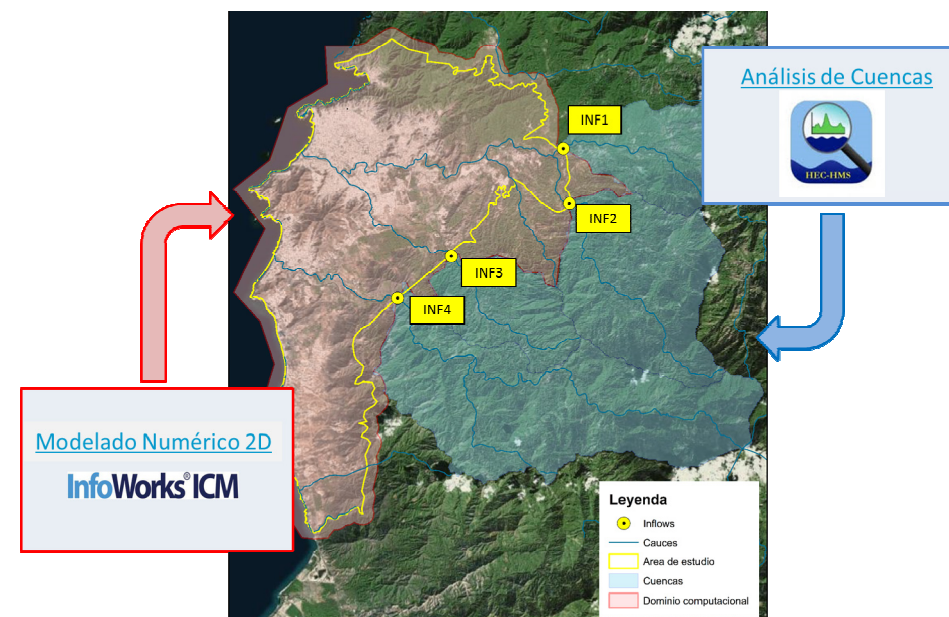 Análisis de Cuencas
HEC-HMS
INF1
INF2
INF3
INF4
Modelado Numérico 2D
InfoWorks® ICM
Leyenda
Inflows
Cauces
Area de estudio
Cuencas
Dominio computacional